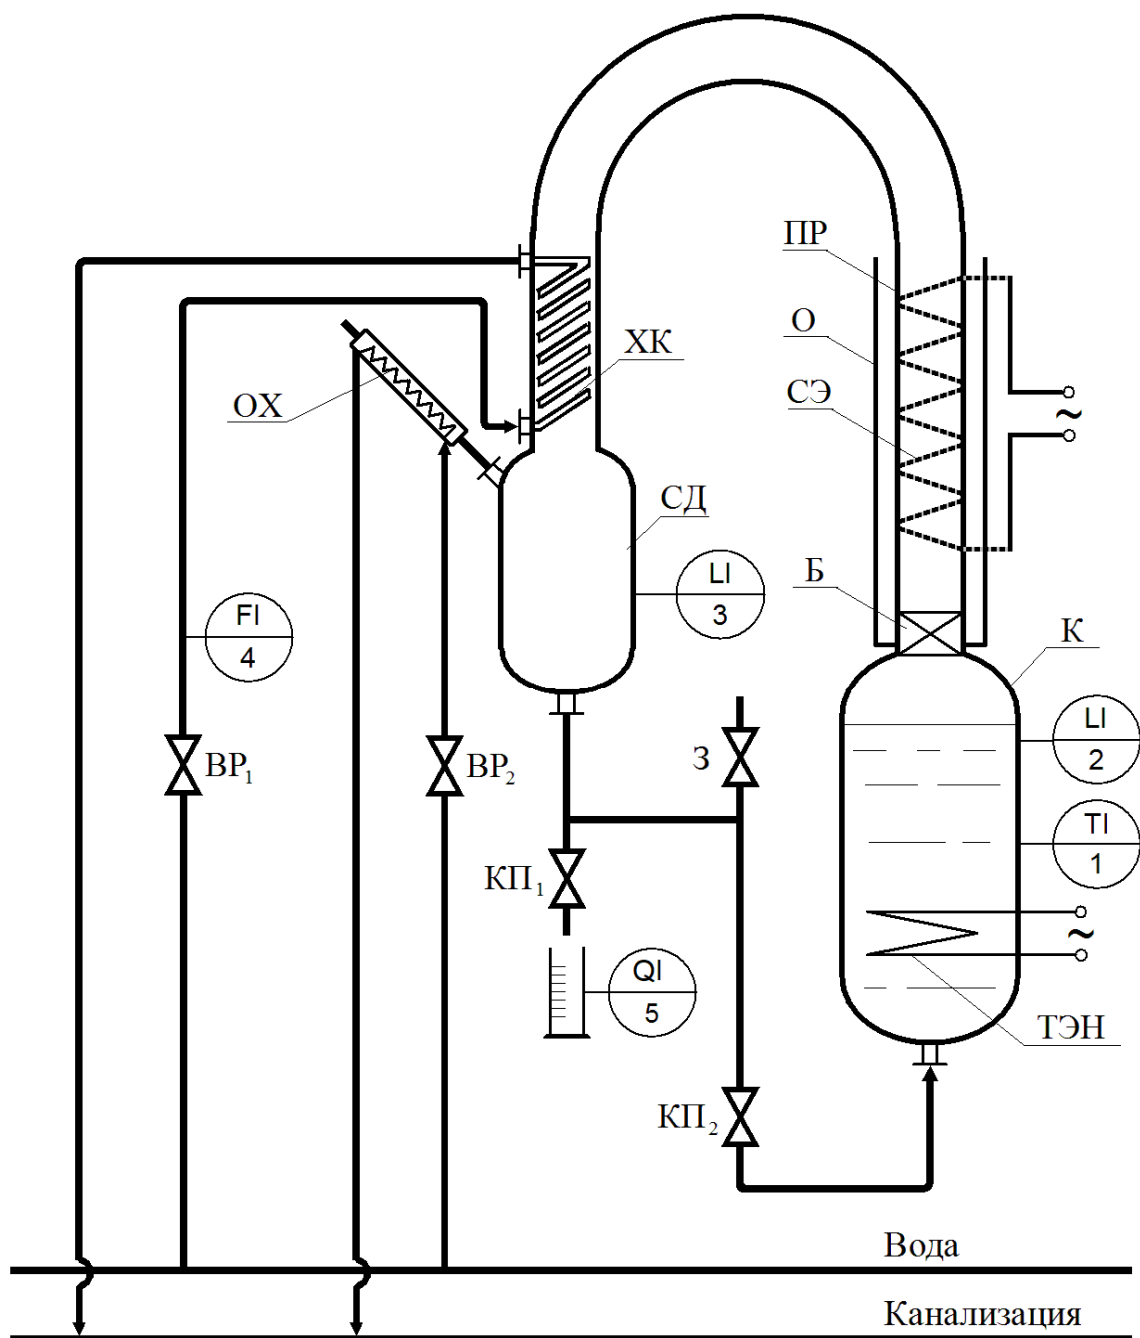 ПР
О
СЭ
~
ХК
ОХ
СД
LI
3
Б
К
FI
4
LI
2
ВР₁
ВР₂
З
TI
1
КП₁
~
QI
5
ТЭН
КП₂
Вода
Канализация